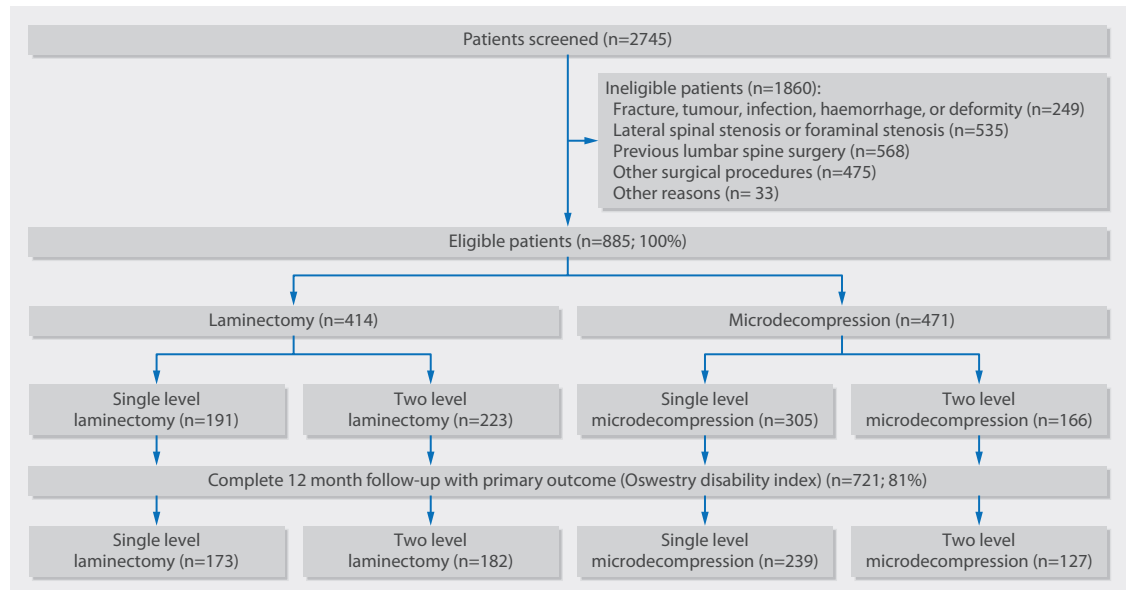 Patients screened (n=2745)
Ineligible patients (n=1860):
Fracture, tumour, infection, haemorrhage, or deformity (n=249)
Lateral spinal stenosis or foraminal stenosis (n=535)
Previous lumbar spine surgery (n=568)
Other surgical procedures (n=475)
Other reasons (n= 33)
Eligible patients (n=885; 100%)
Laminectomy (n=414)
Microdecompression (n=471)
Single level
laminectomy (n=191)
Two level
laminectomy (n=223)
Single level
microdecompression (n=305)
Two level
microdecompression (n=166)
Complete 12 month follow-up with primary outcome (Oswestry disability index) (n=721; 81%)
Single level
laminectomy (n=173)
Two level
laminectomy (n=182)
Single level
microdecompression (n=239)
Two level
microdecompression (n=127)